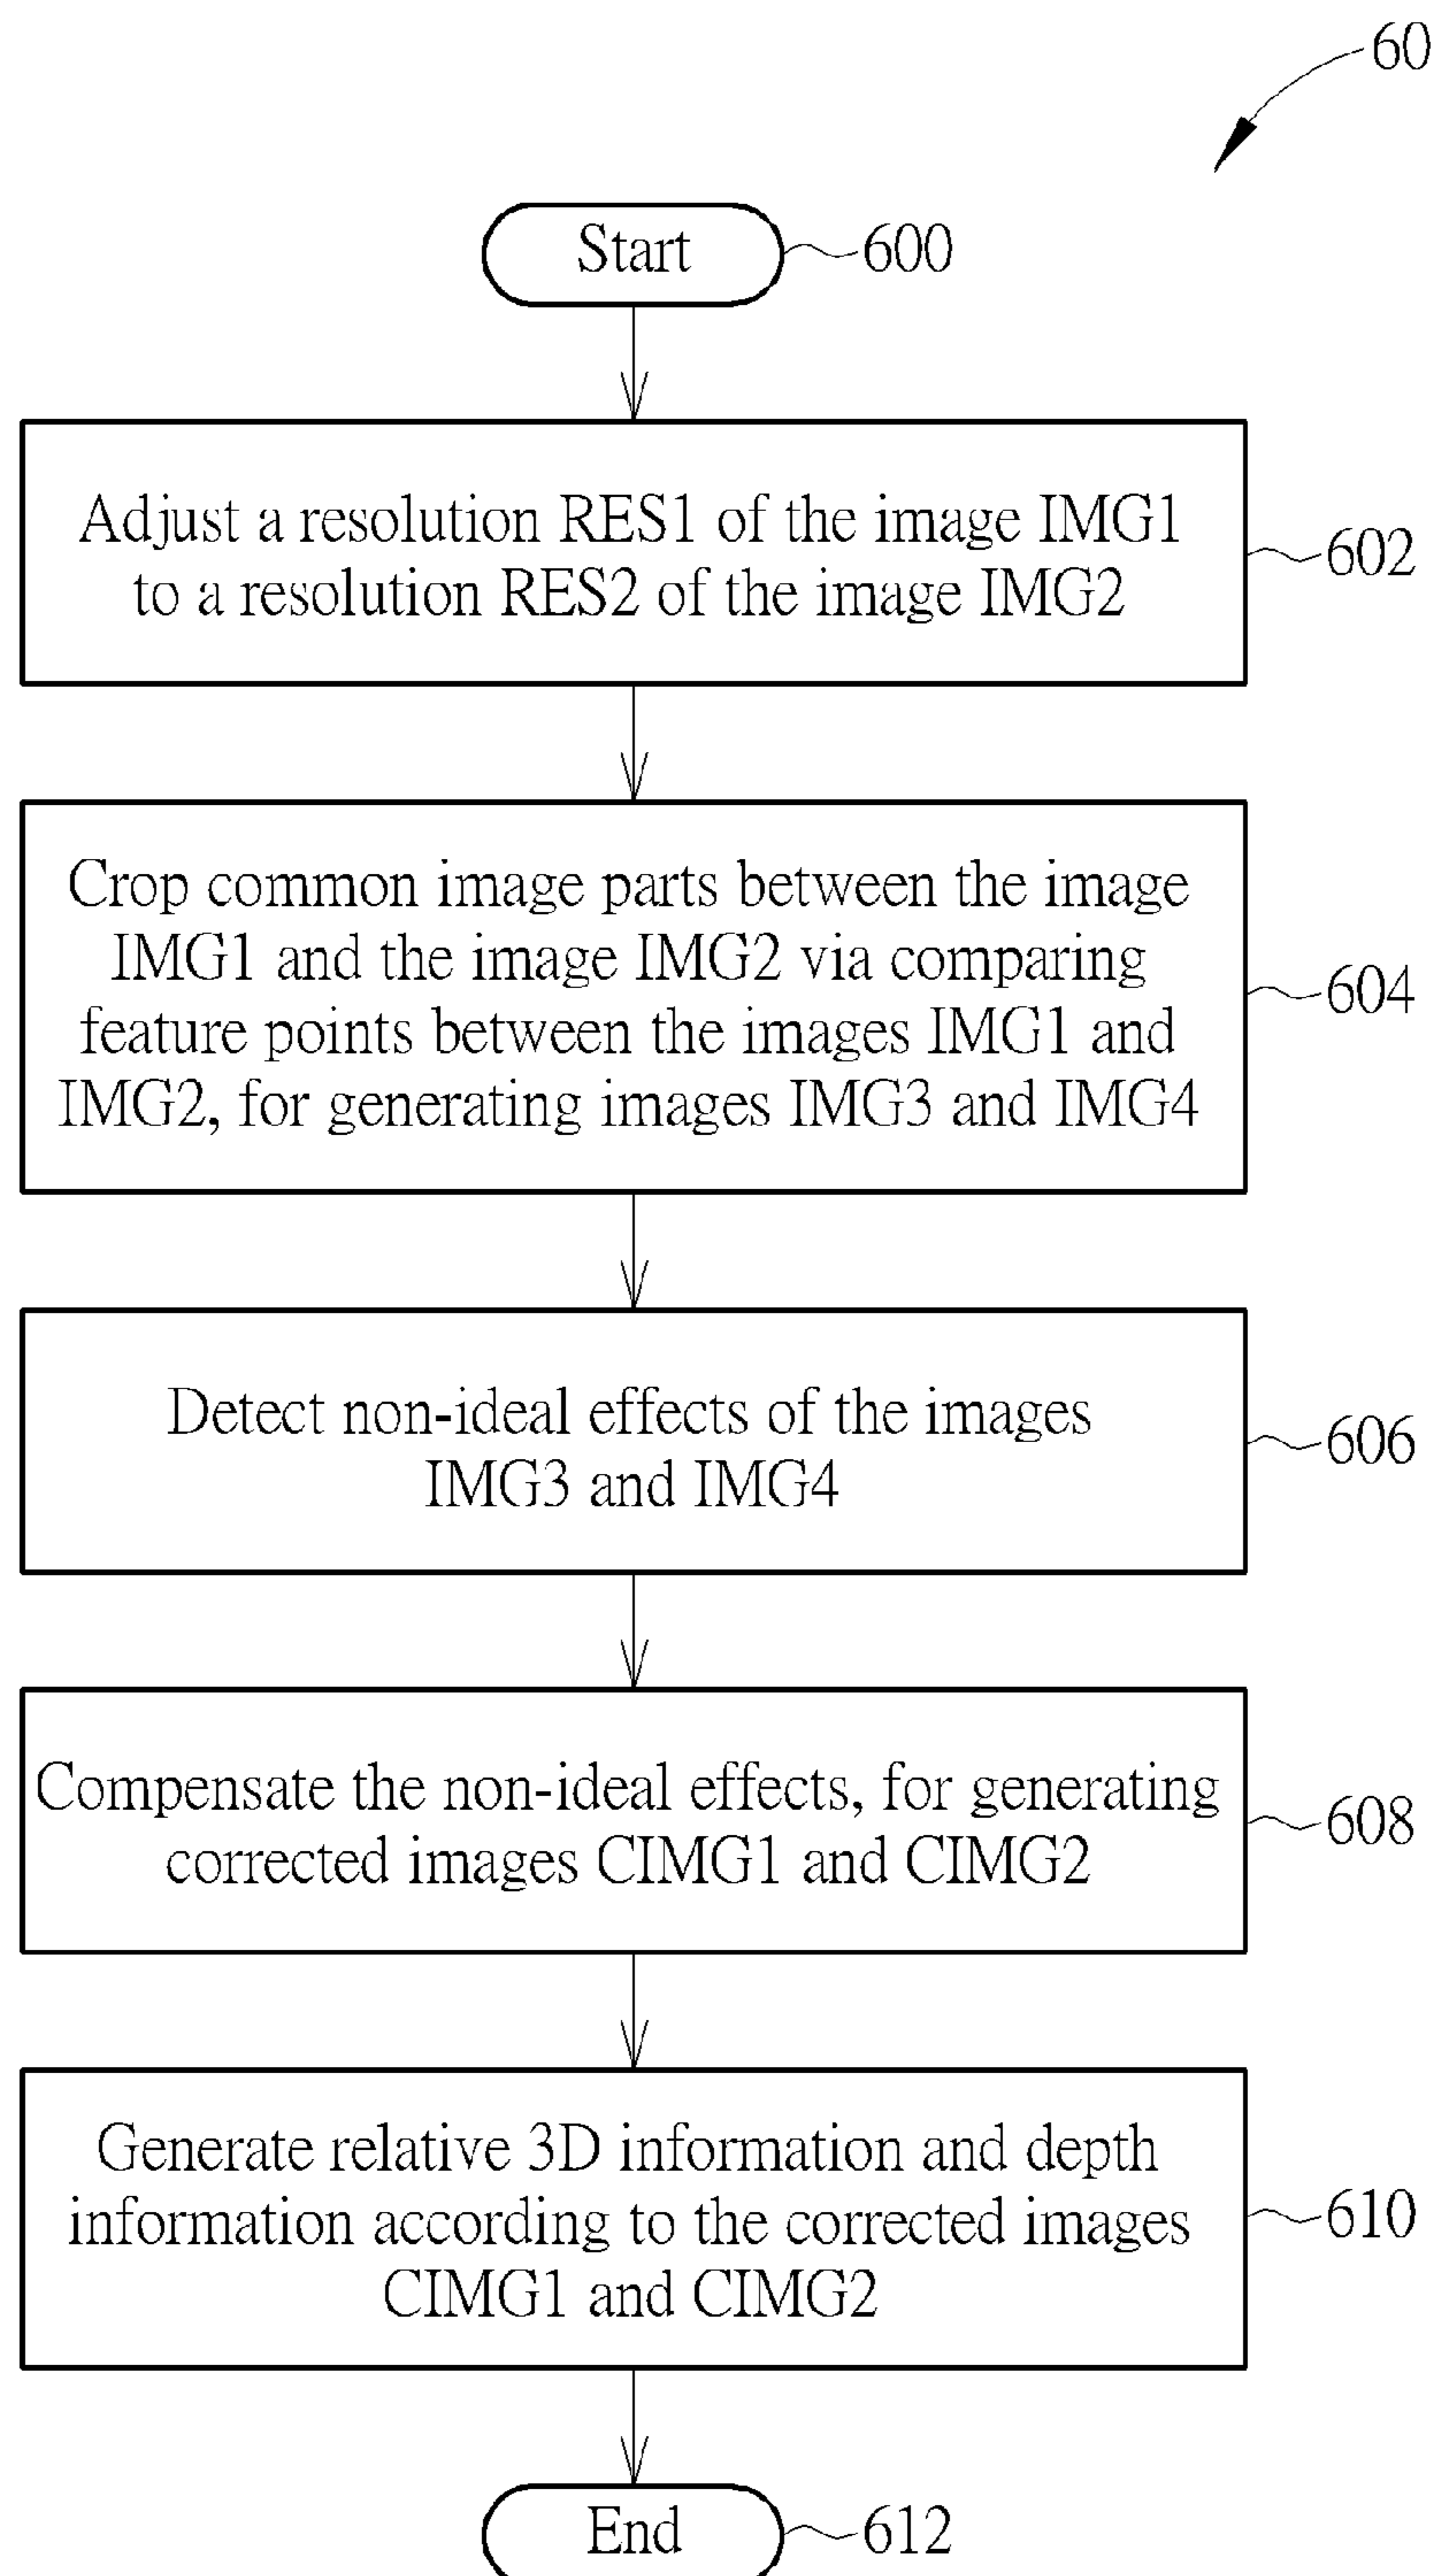 60
Start
600
Adjust a resolution RES1 of the image IMG1
to a resolution RES2 of the image IMG2
602
Crop common image parts between the image
IMG1 and the image IMG2 via comparing
feature points between the images IMG1 and
IMG2, for generating images IMG3 and IMG4
604
Detect non-ideal effects of the images
IMG3 and IMG4
606
Compensate the non-ideal effects, for generating
corrected images CIMG1 and CIMG2
608
Generate relative 3D information and depth
information according to the corrected images
CIMG1 and CIMG2
610
End
612